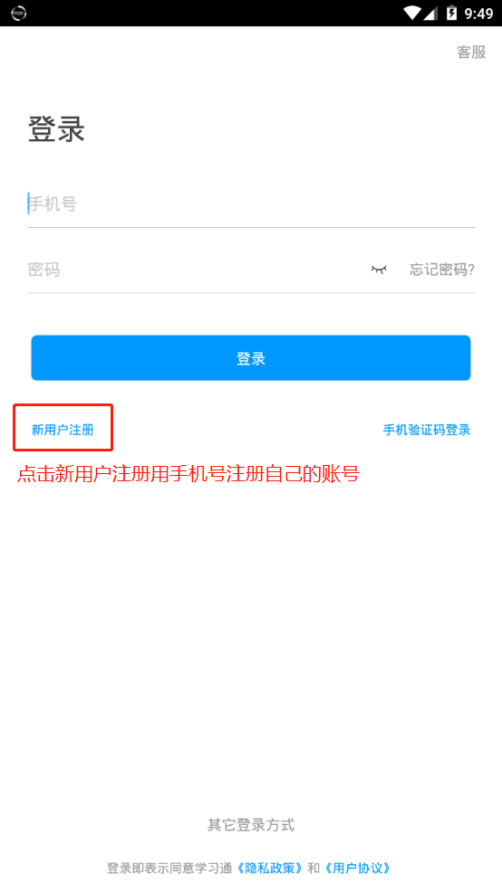 9:49
客服
登录
手机号
密码 忘记密码?
登录
新用户注册 手机验证码登录
点击新用户注册用手机号注册自己的账号
其它登录方式
登录即表示同意学习通《隐私政策》和《用户协议》